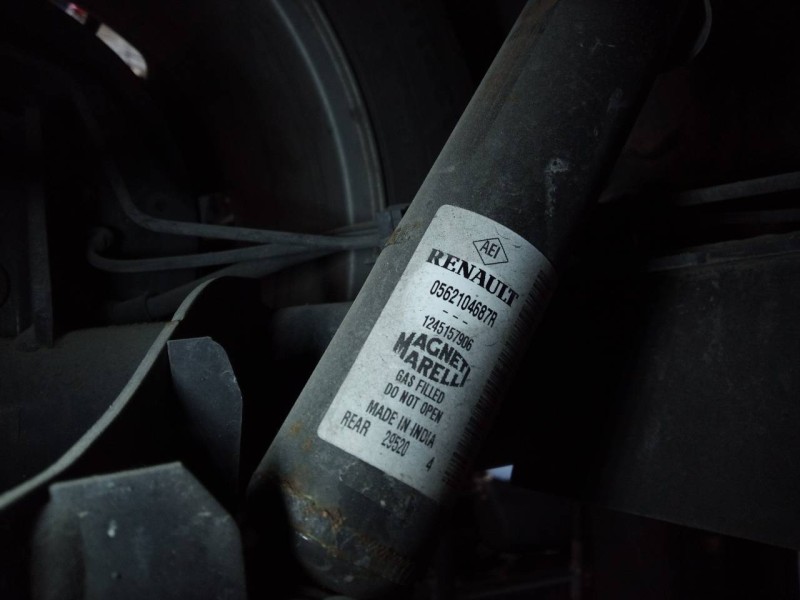 AEI
RENAULT
0562104687R
---
1245157906
MAGNETI
MARELLI
GAS FILLED
DO NOT OPEN
MADE IN INDIA
REAR 29520 4